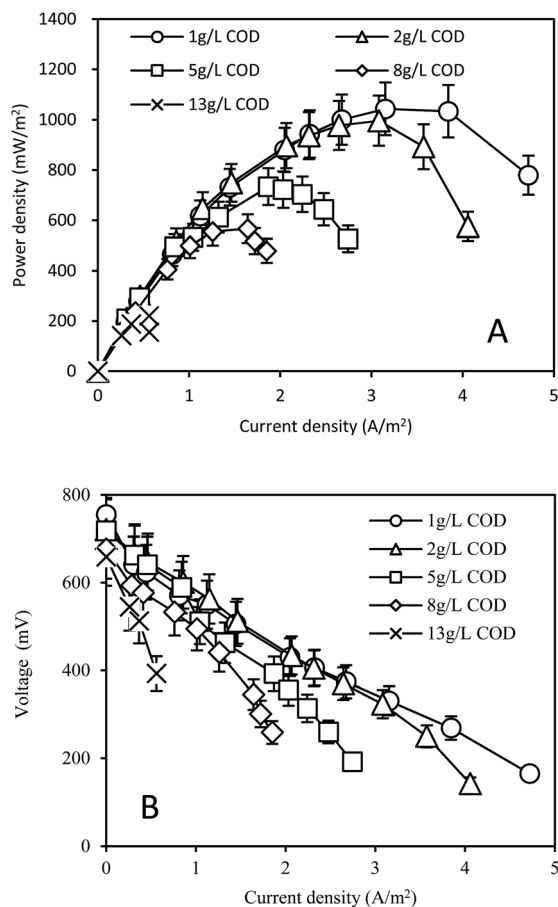 1400
1200
1000
800
600
400
200
0
Power density (mW/m²)
1g/L COD
2g/L COD
5g/L COD
8g/L COD
13g/L COD
A
0 1 2 3 4 5
Current density (A/m²)
800
600
400
200
0
Voltage (mV)
1g/L COD
2g/L COD
5g/L COD
8g/L COD
13g/L COD
B
0 1 2 3 4 5
Current density (A/m²)